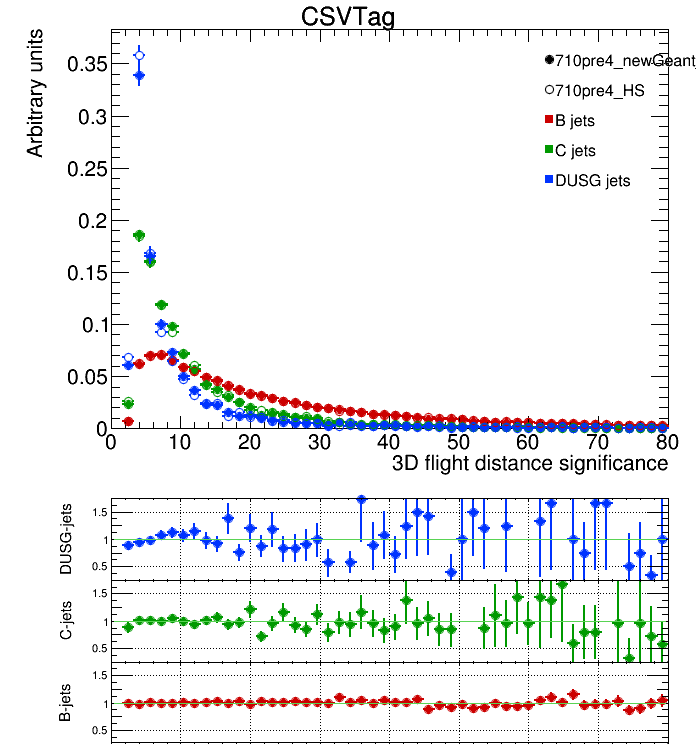 CSVTag
Arbitrary units
0.35
0.3
0.25
0.2
0.15
0.1
0.05
0
710pre4_newGeant_
710pre4_HS
B jets
C jets
DUSG jets
0 10 20 30 40 50 60 70 80
3D flight distance significance
DUSG-jets
1.5
1
0.5
C-jets
1.5
1
0.5
B-jets
1.5
1
0.5